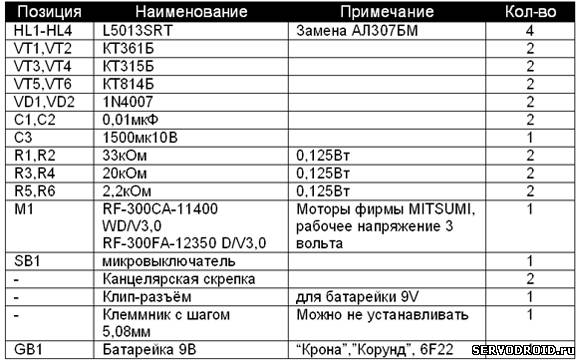 Позиция Наименование Примечание Кол-во
HL1-HL4 L5013SRT Замена АЛ307БМ 4
VT1,VT2 КТ361Б 2
VT3,VT4 КТ315Б 2
VT5,VT6 КТ814Б 2
VD1,VD2 1N4007 2
C1,C2 0,01мкФ 2
C3 1500мк10В 1
R1,R2 33кОм 0,125Вт 2
R3,R4 20кОм 0,125Вт 2
R5,R6 2,2кОм 0,125Вт 2
M1 RF-300CA-11400 Моторы фирмы MITSUMI, 1
WD/V3,0 рабочее напряжение 3
RF-300FA-12350 D/V3,0 вольта
SB1 микровыключатель 1
- Канцелярская скрепка 2
- Клип-разъём для батарейки 9V 1
- Клеммник с шагом Можно не устанавливать 1
5,08мм
GB1 Батарейка 9В “Крона”,”Корунд”, 6F22 1
SERVODROID.ru